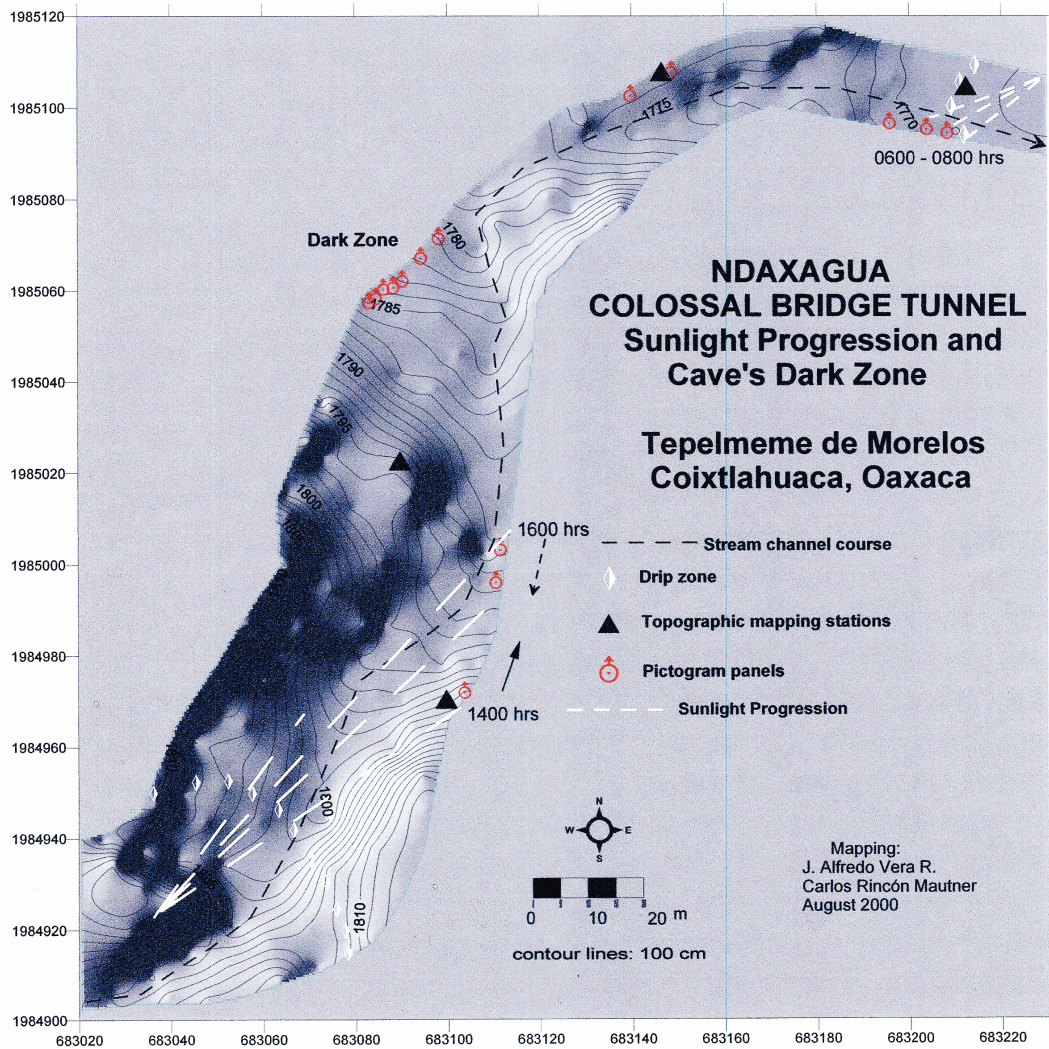 1985120
1985100
1985080
1985060
1985040
1985020
1985000
1984980
1984960
1984940
1984920
1984900
683020
683040
683060
683080
683100
683120
683140
683160
683180
683200
683220
1775
1770
0600 - 0800 hrs
Dark Zone
1780
1785
1790
1795
1800
NDAXAGUA
COLOSSAL BRIDGE TUNNEL
Sunlight Progression and
Cave's Dark Zone
Tepelmeme de Morelos
Coixtlahuaca, Oaxaca
1600 hrs
Stream channel course
Drip zone
Topographic mapping stations
Pictogram panels
Sunlight Progression
1400 hrs
1810
N
W
E
S
0
10
20
m
contour lines: 100 cm
Mapping:
J. Alfredo Vera R.
Carlos Rincón Mautner
August 2000